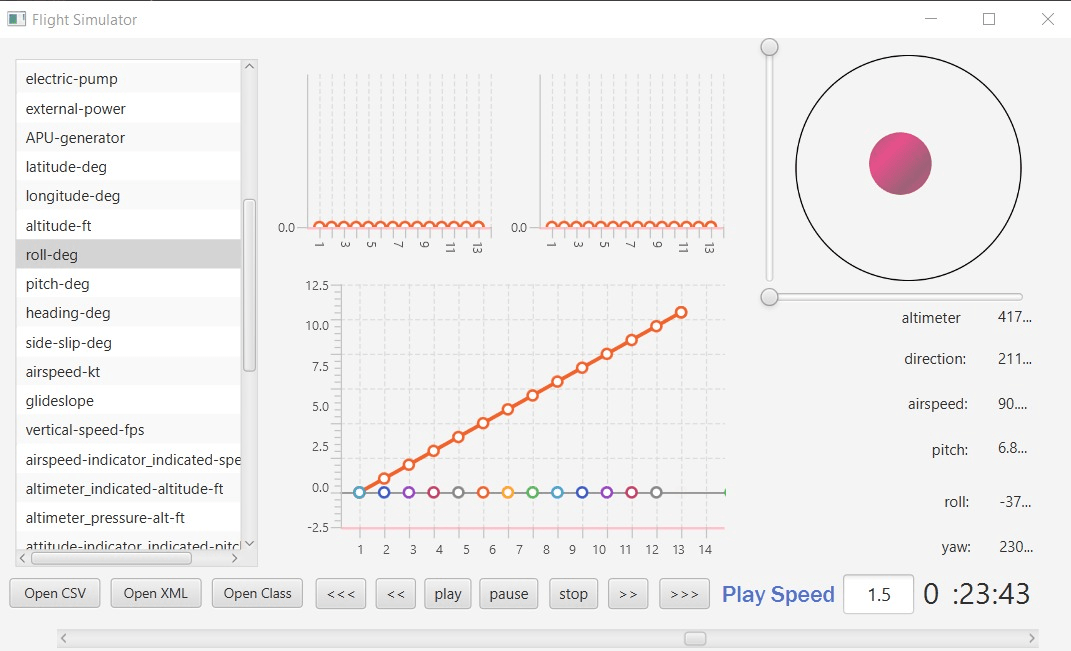 Flight Simulator
electric-pump
external-power
APU-generator
latitude-deg
longitude-deg
altitude-ft
roll-deg
pitch-deg
heading-deg
side-slip-deg
airspeed-kt
glideslope
vertical-speed-fps
airspeed-indicator_indicated-spe
altimeter_indicated-altitude-ft
altimeter_pressure-alt-ft
attitude-indicator_indicated-pitc
0.0
1 3 5 7 9 11 13
0.0
1 3 5 7 9 11 13
12.5
10.0
7.5
5.0
2.5
0.0
-2.5
1 2 3 4 5 6 7 8 9 10 11 12 13 14
altimeter 417...
direction: 211...
airspeed: 90....
pitch: 6.8...
roll: -37...
yaw: 230...
Open CSV Open XML Open Class <<< << play pause stop >> >>> Play Speed 1.5 0 :23:43